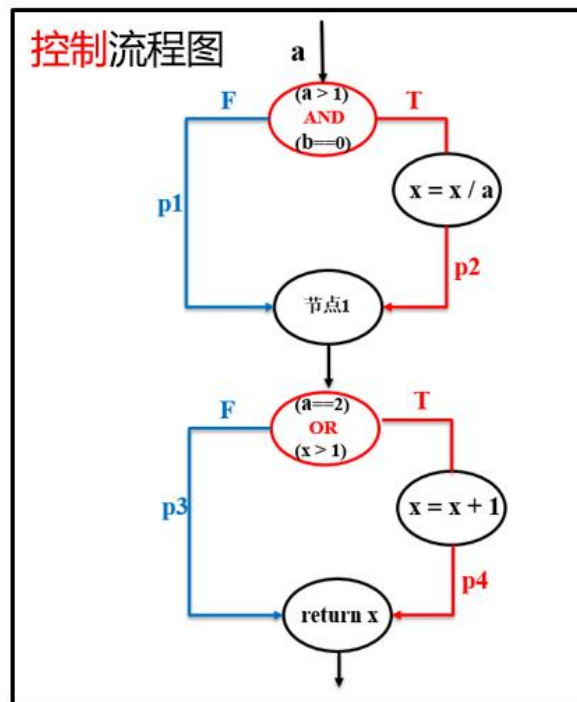 控制流程图
a
F
(a > 1)
AND
(b==0)
T
x = x / a
p1
p2
节点1
F
(a==2)
OR
(x > 1)
T
x = x + 1
p3
p4
return x